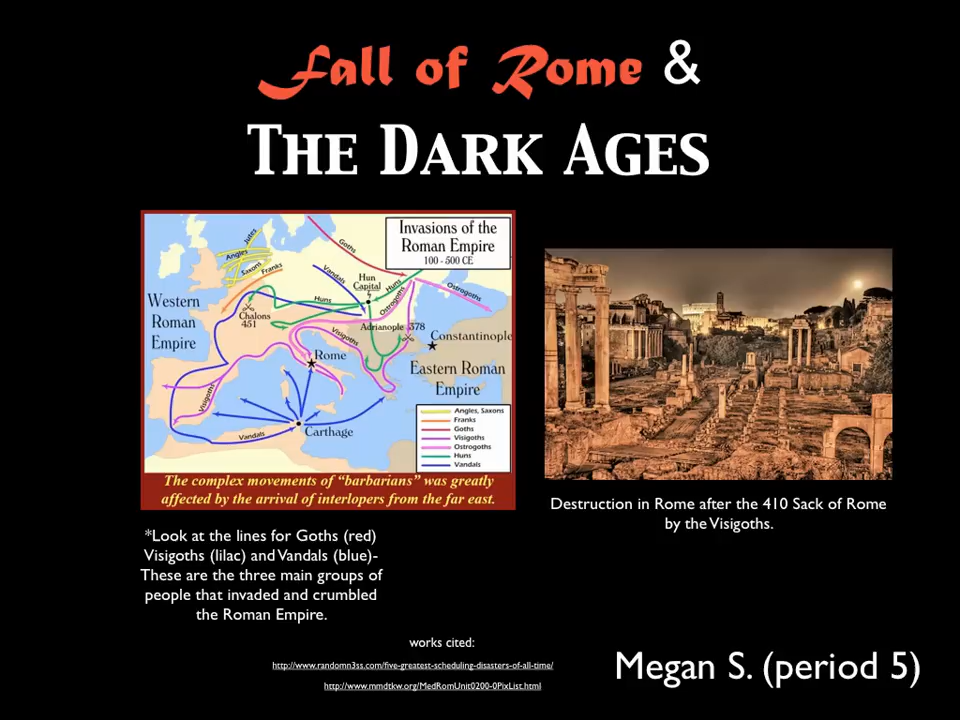 Fall of Rome &
The Dark Ages
Invasions of the
Roman Empire
100 - 500 CE
Jutes
Angles
Saxons
Franks
Goths
Vandals
Hun
Capital
Huns
Huns
Ostrogoths
Ostrogoths
Western
Roman
Empire
Chalons
451
Adrianople 378
Visigoths
Constantinople
Rome
Eastern Roman
Empire
Visigoths
Vandals
Carthage
Angles, Saxons
Franks
Goths
Visigoths
Ostrogoths
Huns
Vandals
The complex movements of “barbarians” was greatly
affected by the arrival of interlopers from the far east.
Destruction in Rome after the 410 Sack of Rome
by the Visigoths.
*Look at the lines for Goths (red)
Visigoths (lilac) and Vandals (blue)-
These are the three main groups of
people that invaded and crumbled
the Roman Empire.
works cited:
http://www.randomn3ss.com/five-greatest-scheduling-disasters-of-all-time/
http://www.mmdtkw.org/MedRomUnit0200-0PixList.html
Megan S. (period 5)